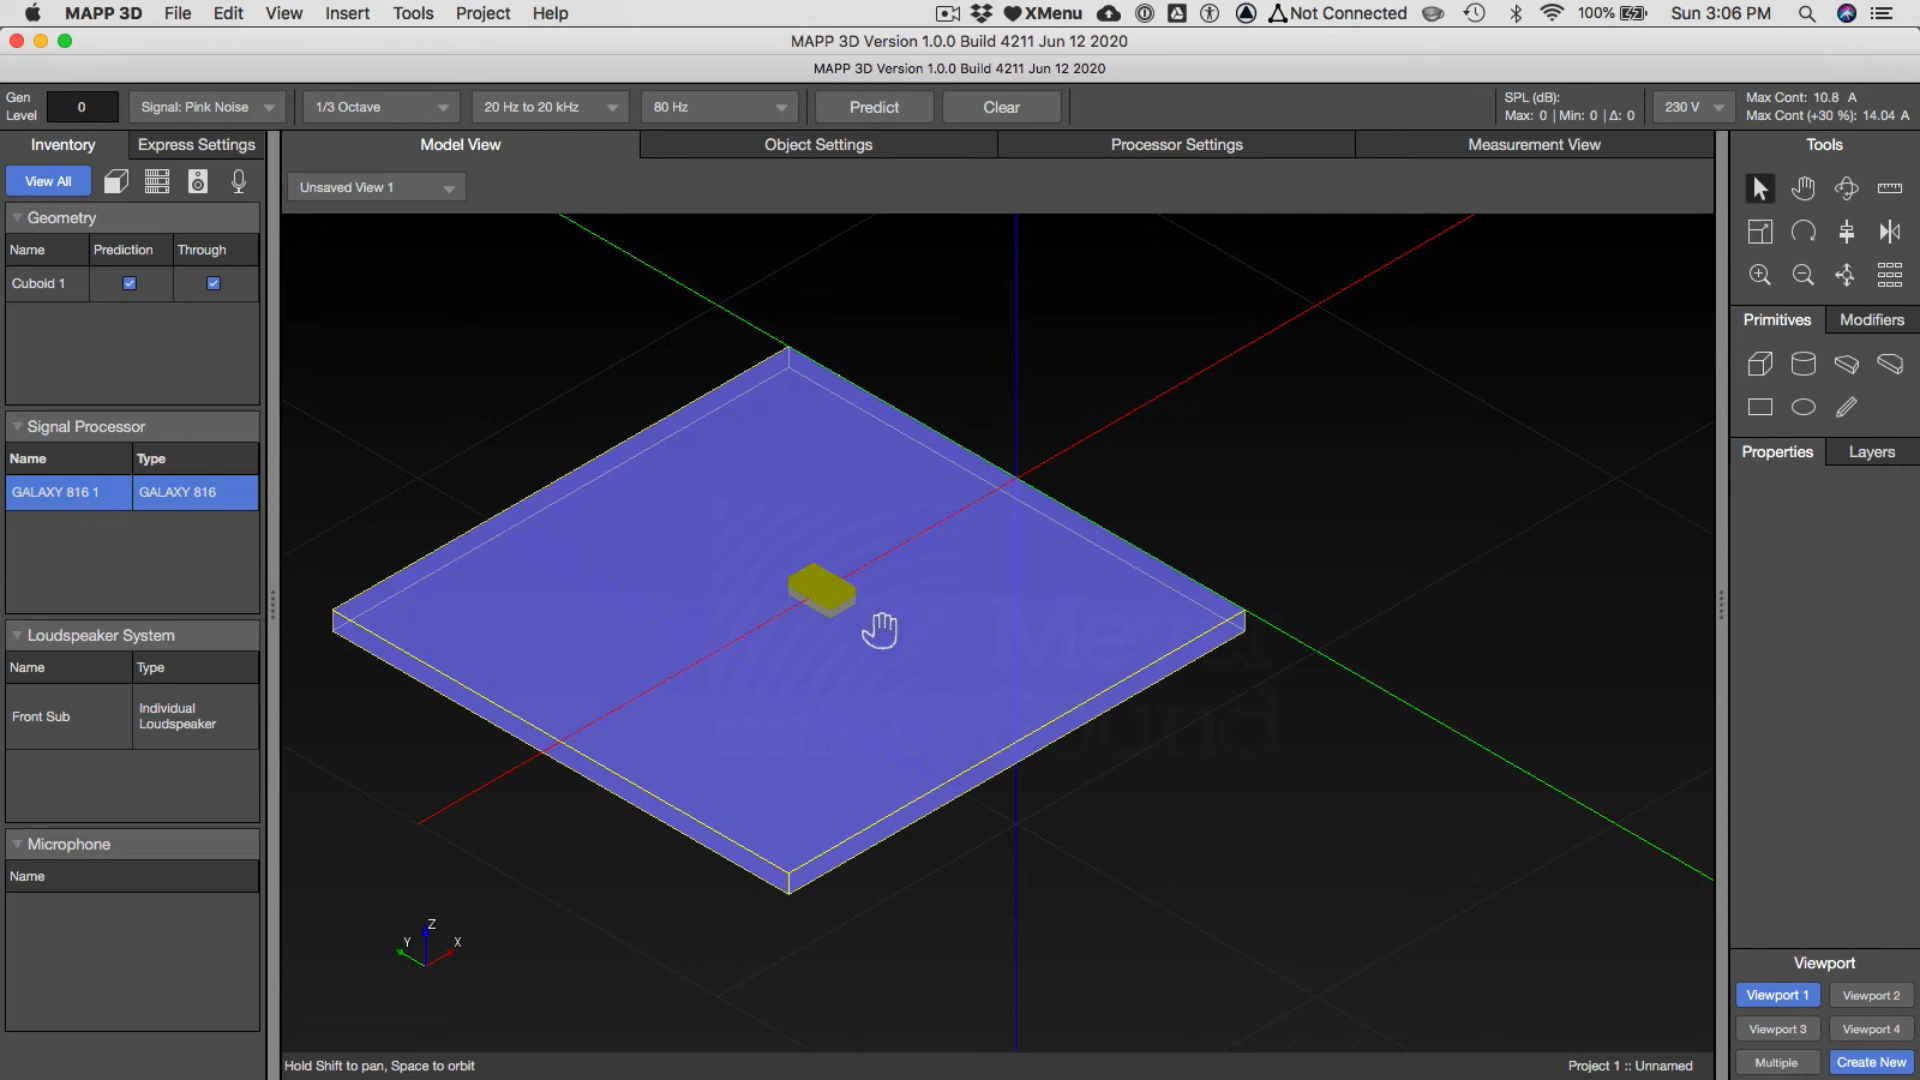 MAPP 3D File Edit View Insert Tools Project Help XMenu Not Connected 100% Sun 3:06 PM
MAPP 3D Version 1.0.0 Build 4211 Jun 12 2020
MAPP 3D Version 1.0.0 Build 4211 Jun 12 2020
Gen Level 0 Signal: Pink Noise 1/3 Octave 20 Hz to 20 kHz 80 Hz Predict Clear
SPL (dB):
Max: 0 | Min: 0 | Δ: 0
230 V
Max Cont: 10.8 A
Max Cont (+30 %): 14.04 A
Inventory Express Settings Model View Object Settings Processor Settings Measurement View Tools
View All
Unsaved View 1
Geometry
Name Prediction Through
Cuboid 1
Signal Processor
Name Type
GALAXY 816 1 GALAXY 816
Loudspeaker System
Name Type
Front Sub Individual Loudspeaker
Microphone
Name
Meyer
Sound
Z
Y X
Hold Shift to pan, Space to orbit
Project 1 :: Unnamed
Primitives Modifiers
Properties Layers
Viewport
Viewport 1 Viewport 2
Viewport 3 Viewport 4
Multiple Create New